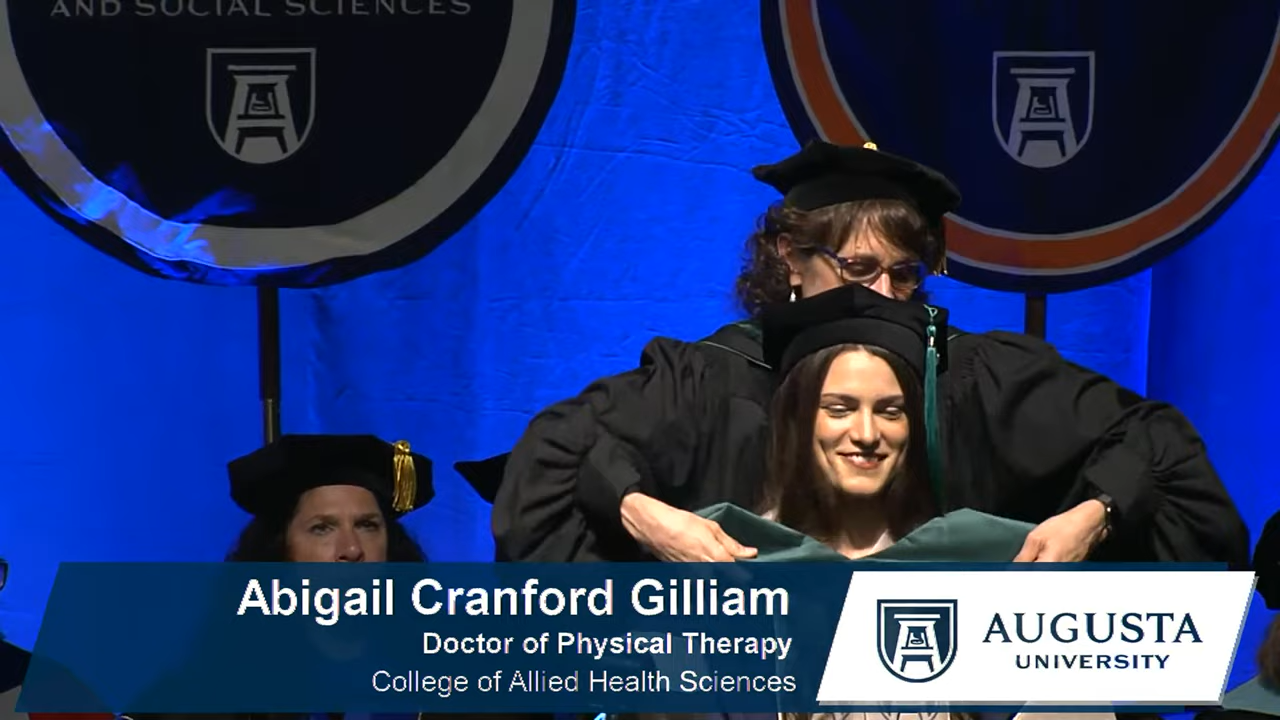 AND SOCIAL SCIENCES
Abigail Cranford Gilliam
Doctor of Physical Therapy
College of Allied Health Sciences
AUGUSTA
UNIVERSITY